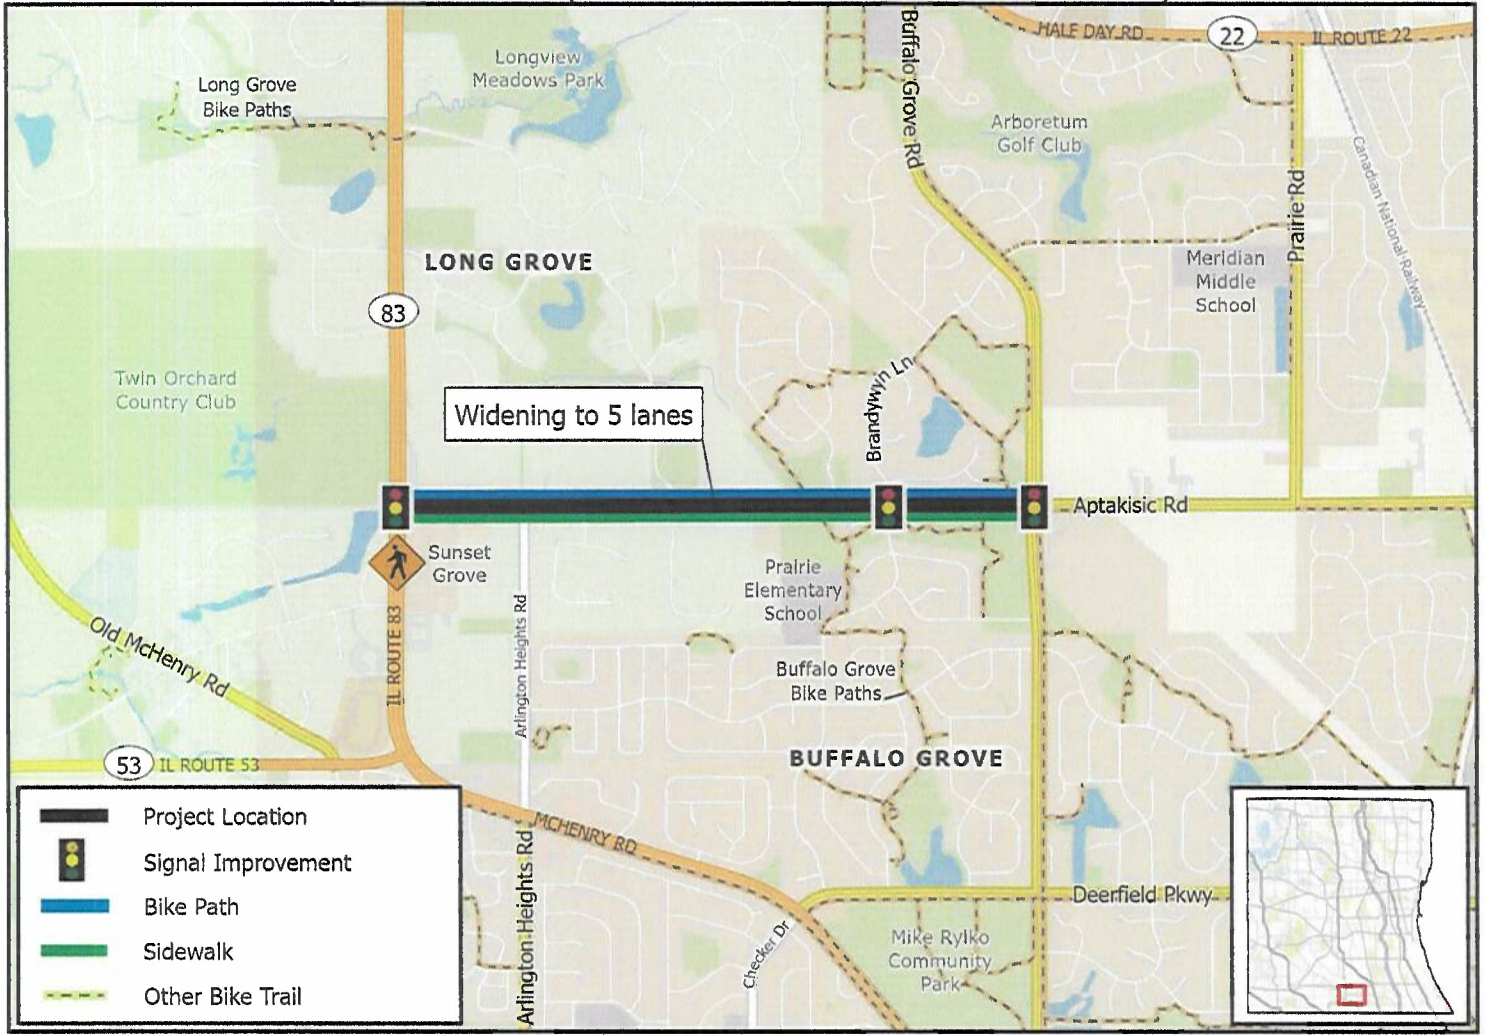 HALF DAY RD
22
IL ROUTE 22
Buffalo Grove Rd
Longview
Meadows Park
Long Grove
Bike Paths
Arboretum
Golf Club
Canadian National Railway
Prairie Rd
LONG GROVE
Meridian
Middle
School
83
Twin Orchard
Country Club
Brandywyn Ln
Widening to 5 lanes
Aptakisic Rd
Sunset
Grove
Prairie
Elementary
School
IL ROUTE 83
Arlington Heights Rd
Old McHenry Rd
Buffalo Grove
Bike Paths
BUFFALO GROVE
53
IL ROUTE 53
MCHENRY RD
Arlington Heights Rd
Deerfield Pkwy
Checker Dr
Mike Rylko
Community
Park
Project Location
Signal Improvement
Bike Path
Sidewalk
Other Bike Trail